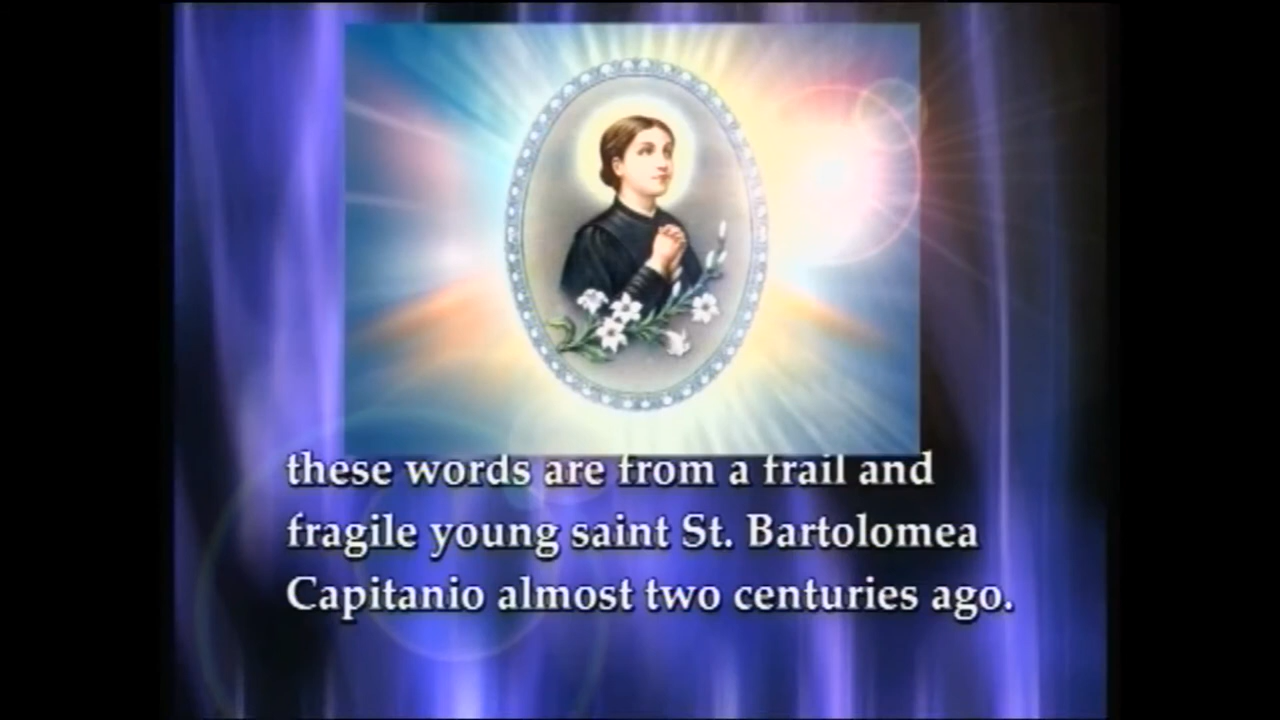 these words are from a frail and
fragile young saint St. Bartolomea
Capitanio almost two centuries ago.